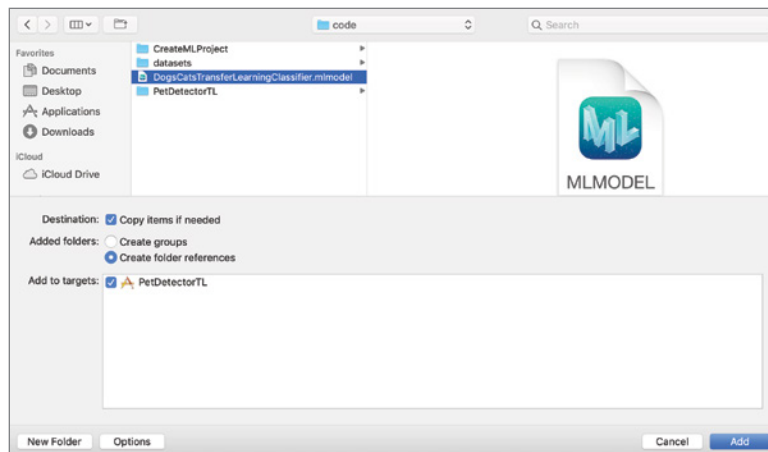 code
Search
Favorites
Documents
Desktop
Applications
Downloads
iCloud
iCloud Drive
CreateMLProject
datasets
DogsCatsTransferLearningClassifier.mlmodel
PetDetectorTL
ML
MLMODEL
Destination: Copy items if needed
Added folders: Create groups
Create folder references
Add to targets: PetDetectorTL
New Folder Options Cancel Add